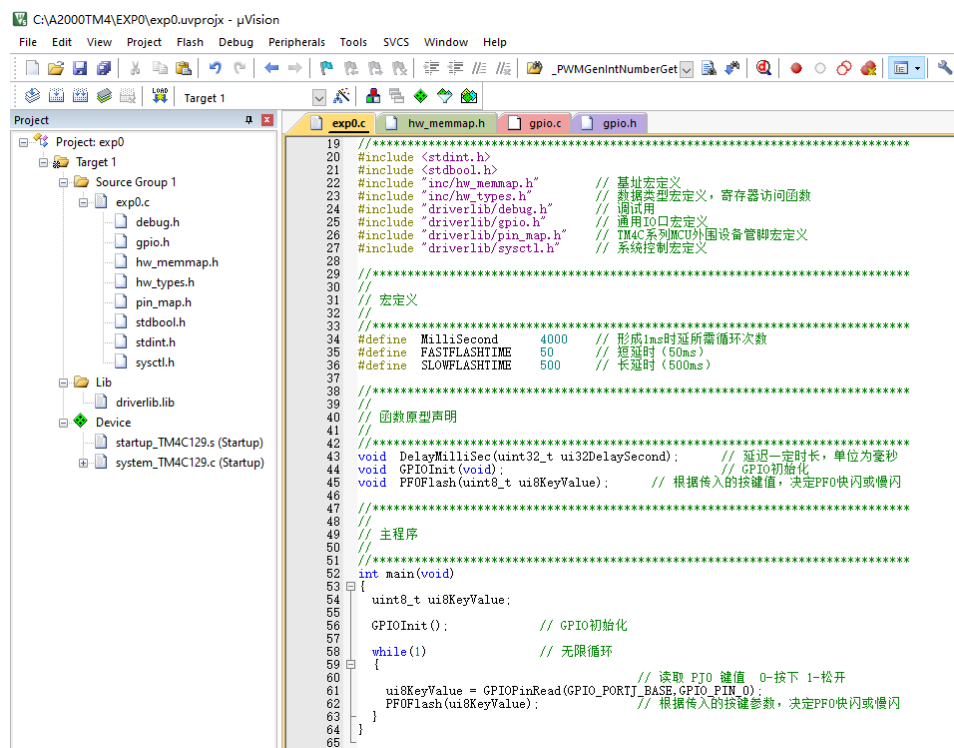 C:\A2000TM4\EXP0\exp0.uvprojx - µVision
File Edit View Project Flash Debug Peripherals Tools SVCS Window Help
_PWMGenIntNumberGet
LOAD Target 1
Project
exp0.c hw_memmap.h gpio.c gpio.h
Project: exp0
Target 1
Source Group 1
exp0.c
debug.h
gpio.h
hw_memmap.h
hw_types.h
pin_map.h
stdbool.h
stdint.h
sysctl.h
Lib
driverlib.lib
Device
startup_TM4C129.s (Startup)
system_TM4C129.c (Startup)
19 //******************************************************************************
20 #include <stdint.h>
21 #include <stdbool.h>
22 #include "inc/hw_memmap.h" // 基址宏定义
23 #include "inc/hw_types.h" // 数据类型宏定义，寄存器访问函数
24 #include "driverlib/debug.h" // 调试用
25 #include "driverlib/gpio.h" // 通用IO口宏定义
26 #include "driverlib/pin_map.h" // TM4C系列MCU外围设备管脚宏定义
27 #include "driverlib/sysctl.h" // 系统控制宏定义
28
29 //******************************************************************************
30 //
31 // 宏定义
32 //
33 //******************************************************************************
34 #define MilliSecond 4000 // 形成1ms时延所需循环次数
35 #define FASTFLASHTIME 50 // 短延时（50ms）
36 #define SLOWFLASHTIME 500 // 长延时（500ms）
37
38 //******************************************************************************
39 //
40 // 函数原型声明
41 //
42 //******************************************************************************
43 void DelayMilliSec(uint32_t ui32DelaySecond); // 延迟一定时长，单位为毫秒
44 void GPIOInit(void); // GPIO初始化
45 void PF0Flash(uint8_t ui8KeyValue); // 根据传入的按键值，决定PF0快闪或慢闪
46
47 //******************************************************************************
48 //
49 // 主程序
50 //
51 //******************************************************************************
52 int main(void)
53 {
54 uint8_t ui8KeyValue;
55
56 GPIOInit(); // GPIO初始化
57
58 while(1) // 无限循环
59 {
60 // 读取 PJ0 键值 0-按下 1-松开
61 ui8KeyValue = GPIOPinRead(GPIO_PORTJ_BASE,GPIO_PIN_0);
62 PF0Flash(ui8KeyValue); // 根据传入的按键参数，决定PF0快闪或慢闪
63 }
64 }
65